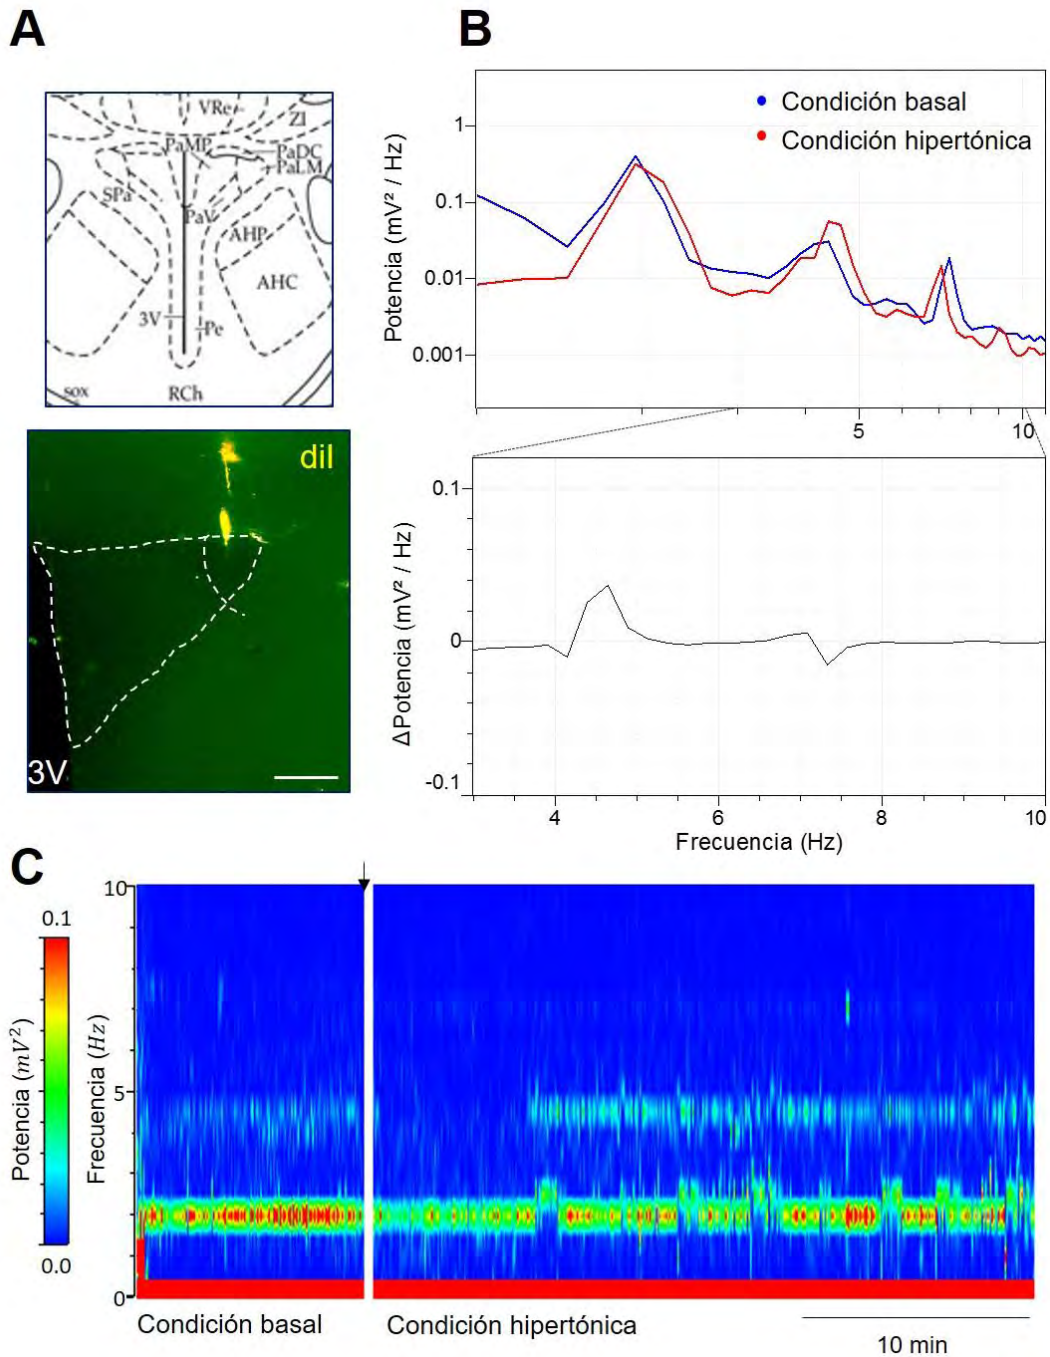 A
VRe
ZI
PaMP
PaDC
PaLM
SPa
PaV
AHP
AHC
3V
Pe
sox
RCh
diI
3V
B
Condición basal
Condición hipertónica
Potencia (mV² / Hz)
1
0.1
0.01
0.001
5
10
ΔPotencia (mV² / Hz)
0.1
0
-0.1
4
6
8
10
Frecuencia (Hz)
C
0.1
0.0
Potencia (mV²)
Frecuencia (Hz)
10
5
0
Condición basal
Condición hipertónica
10 min